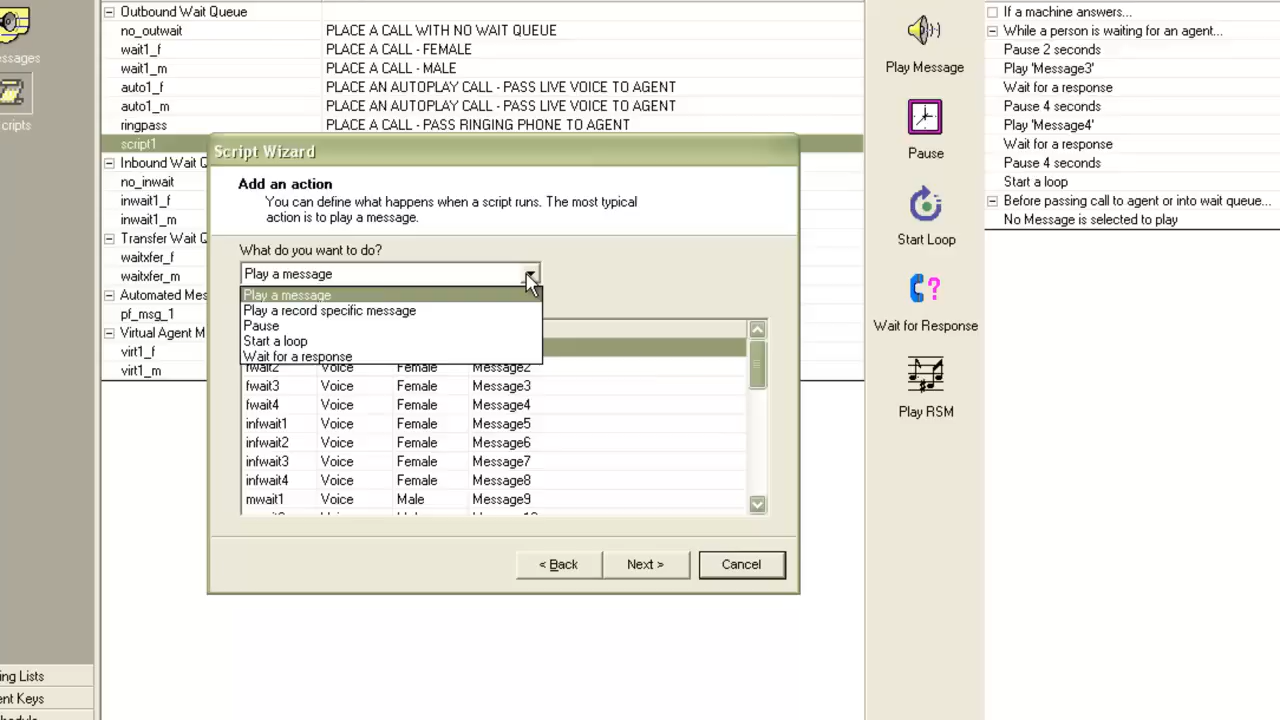 ssages
cripts
ing Lists
ent Keys
Outbound Wait Queue
no_outwait PLACE A CALL WITH NO WAIT QUEUE
wait1_f PLACE A CALL - FEMALE
wait1_m PLACE A CALL - MALE
auto1_f PLACE AN AUTOPLAY CALL - PASS LIVE VOICE TO AGENT
auto1_m PLACE AN AUTOPLAY CALL - PASS LIVE VOICE TO AGENT
ringpass PLACE A CALL - PASS RINGING PHONE TO AGENT
script1
Inbound Wait Q
no_inwait
inwait1_f
inwait1_m
Transfer Wait Q
waitxfer_f
waitxfer_m
Automated Mes
pf_msg_1
Virtual Agent M
virt1_f
virt1_m
Script Wizard
Add an action
You can define what happens when a script runs. The most typical
action is to play a message.
What do you want to do?
Play a message
Play a message
Play a record specific message
Pause
Start a loop
Wait for a response
fwait2 Voice Female Message2
fwait3 Voice Female Message3
fwait4 Voice Female Message4
infwait1 Voice Female Message5
infwait2 Voice Female Message6
infwait3 Voice Female Message7
infwait4 Voice Female Message8
mwait1 Voice Male Message9
< Back Next > Cancel
Play Message
Pause
Start Loop
Wait for Response
Play RSM
If a machine answers...
While a person is waiting for an agent...
Pause 2 seconds
Play 'Message3'
Wait for a response
Pause 4 seconds
Play 'Message4'
Wait for a response
Pause 4 seconds
Start a loop
Before passing call to agent or into wait queue...
No Message is selected to play